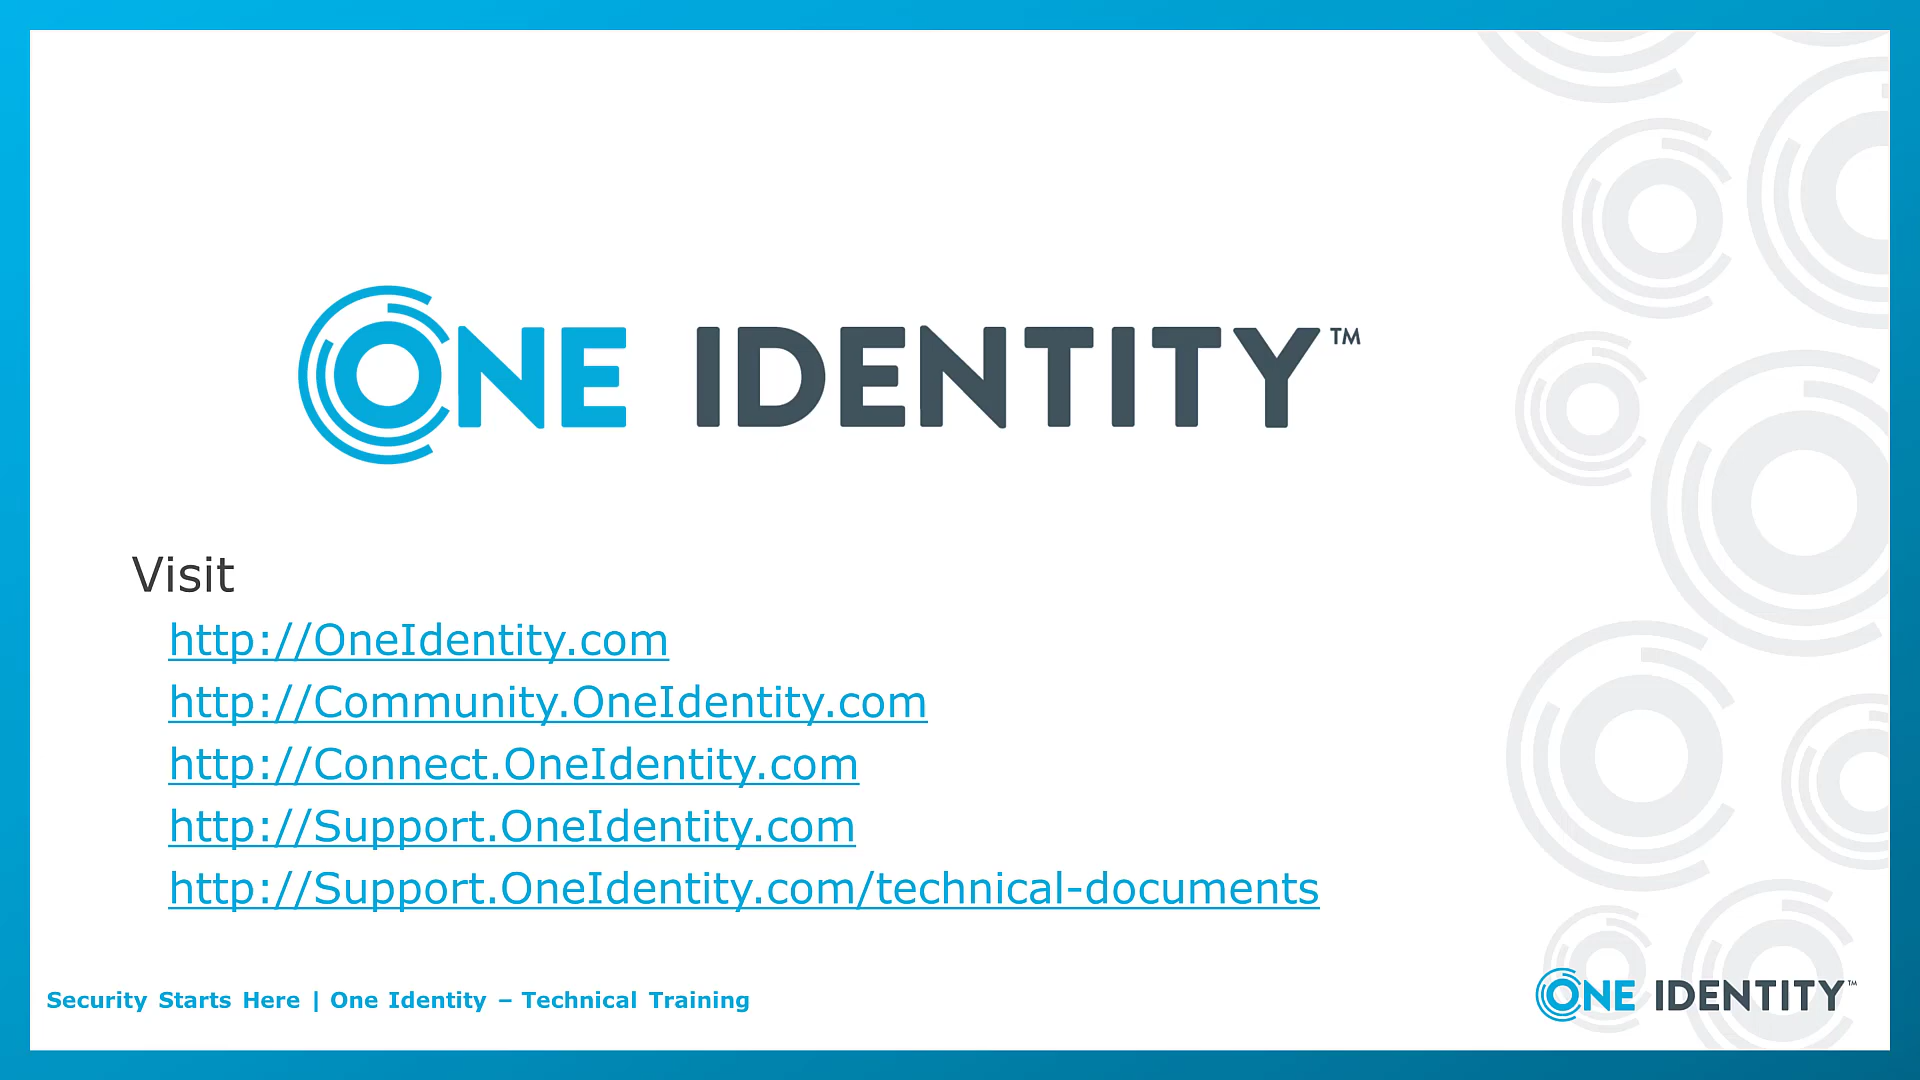 ONE IDENTITY™
Visit
http://OneIdentity.com
http://Community.OneIdentity.com
http://Connect.OneIdentity.com
http://Support.OneIdentity.com
http://Support.OneIdentity.com/technical-documents
Security Starts Here | One Identity – Technical Training
ONE IDENTITY™